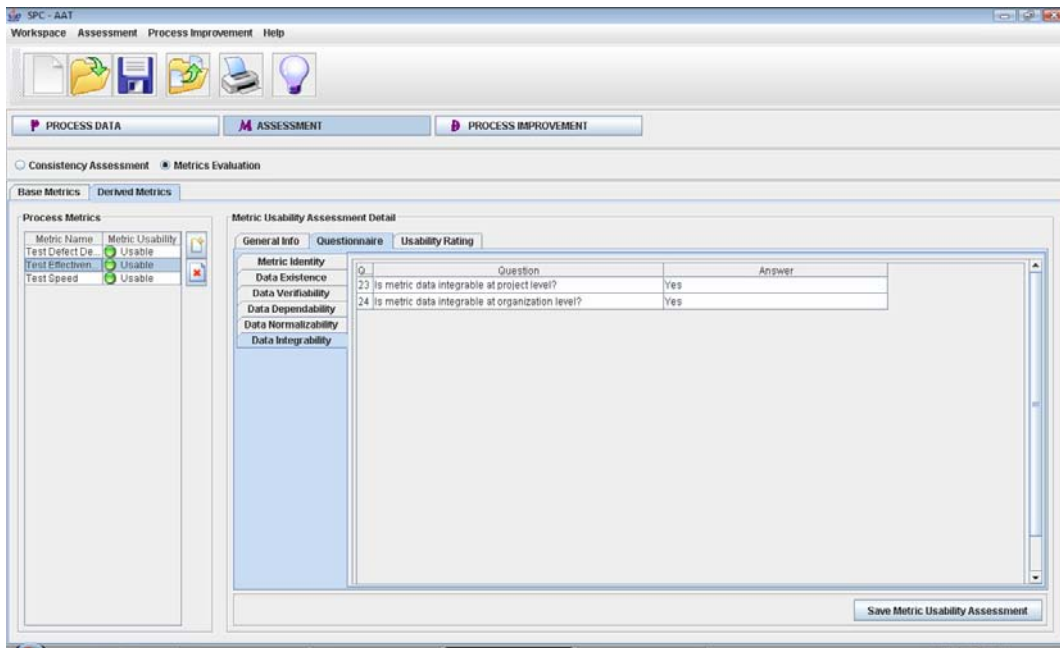 SPC - AAT
Workspace Assessment Process Improvement Help
P PROCESS DATA M ASSESSMENT PROCESS IMPROVEMENT
Consistency Assessment Metrics Evaluation
Base Metrics Derived Metrics
Process Metrics
Metric Name Metric Usability
Test Defect De... Usable
Test Effectiven... Usable
Test Speed Usable
Metric Usability Assessment Detail
General Info Questionnaire Usability Rating
Metric Identity
Data Existence
Data Verifiability
Data Dependability
Data Normalizability
Data Integrability
Q... Question Answer
23 Is metric data integrable at project level? Yes
24 Is metric data integrable at organization level? Yes
Save Metric Usability Assessment